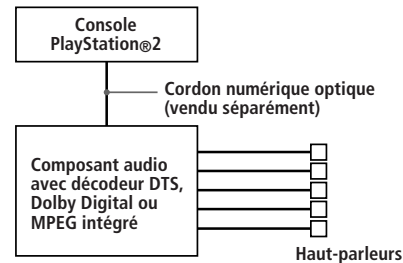 Console
PlayStation®2
Cordon numérique optique
(vendu séparément)
Composant audio
avec décodeur DTS,
Dolby Digital ou
MPEG intégré
Haut-parleurs